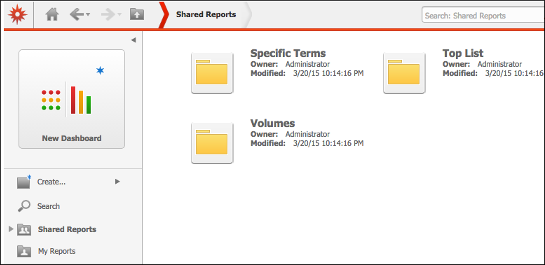 Shared Reports
Search: Shared Reports
New Dashboard
Create...
Search
Shared Reports
My Reports
Specific Terms
Owner: Administrator
Modified: 3/20/15 10:14:16 PM
Top List
Owner: Administrator
Modified: 3/20/15 10:14:16 PM
Volumes
Owner: Administrator
Modified: 3/20/15 10:14:16 PM